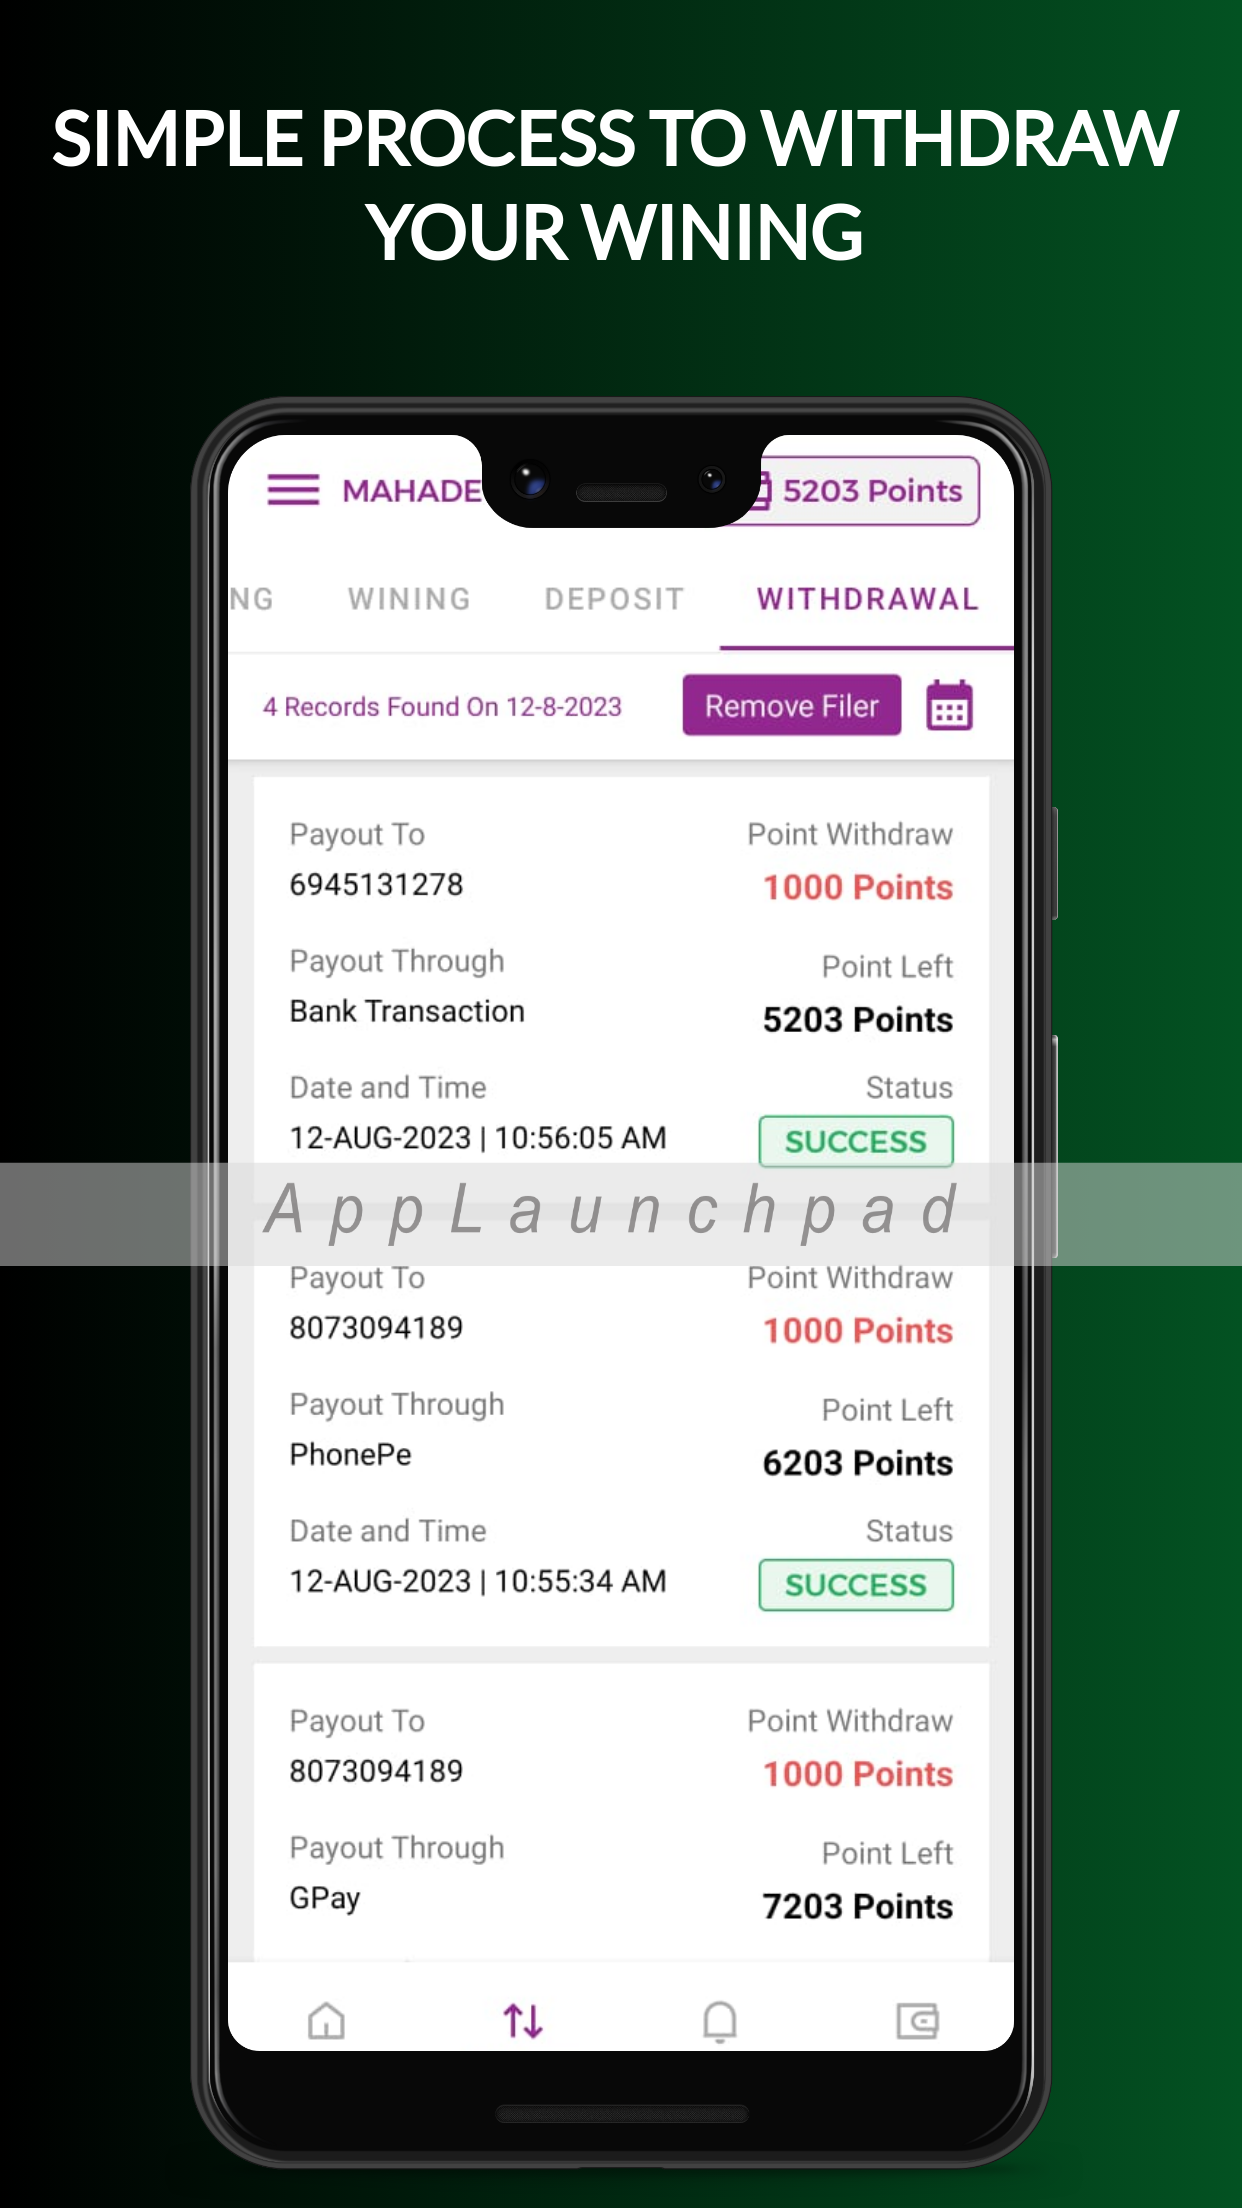 SIMPLE PROCESS TO WITHDRAW
YOUR WINING
MAHADE
5203 Points
NG WINING DEPOSIT WITHDRAWAL
4 Records Found On 12-8-2023
Remove Filer
Payout To Point Withdraw
6945131278 1000 Points
Payout Through Point Left
Bank Transaction 5203 Points
Date and Time Status
12-AUG-2023 | 10:56:05 AM SUCCESS
AppLaunchpad
Payout To Point Withdraw
8073094189 1000 Points
Payout Through Point Left
PhonePe 6203 Points
Date and Time Status
12-AUG-2023 | 10:55:34 AM SUCCESS
Payout To Point Withdraw
8073094189 1000 Points
Payout Through Point Left
GPay 7203 Points